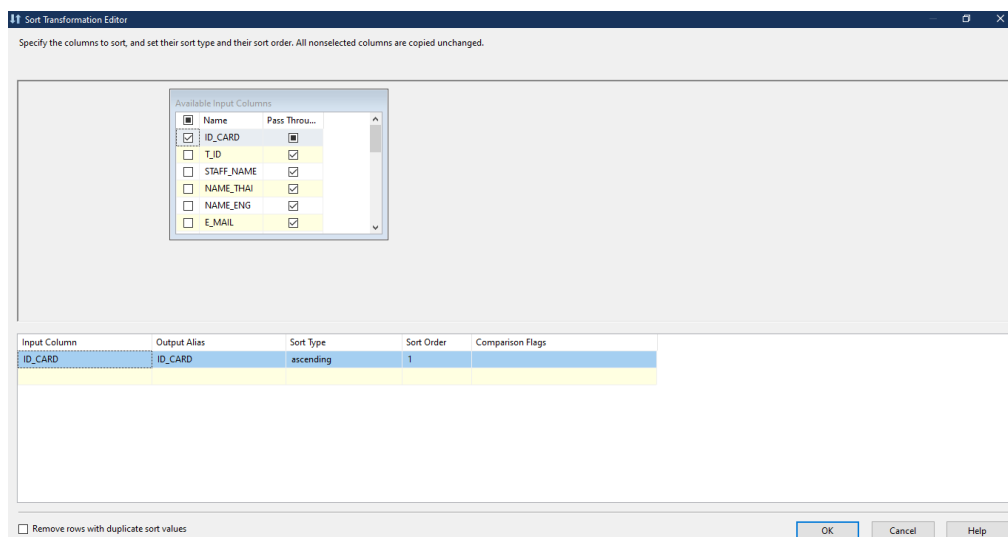 Sort Transformation Editor
Specify the columns to sort, and set their sort type and their sort order. All nonselected columns are copied unchanged.
Available Input Columns
Name Pass Throu...
ID_CARD
T_ID
STAFF_NAME
NAME_THAI
NAME_ENG
E_MAIL
Input Column Output Alias Sort Type Sort Order Comparison Flags
ID_CARD ID_CARD ascending 1
Remove rows with duplicate sort values
OK Cancel Help